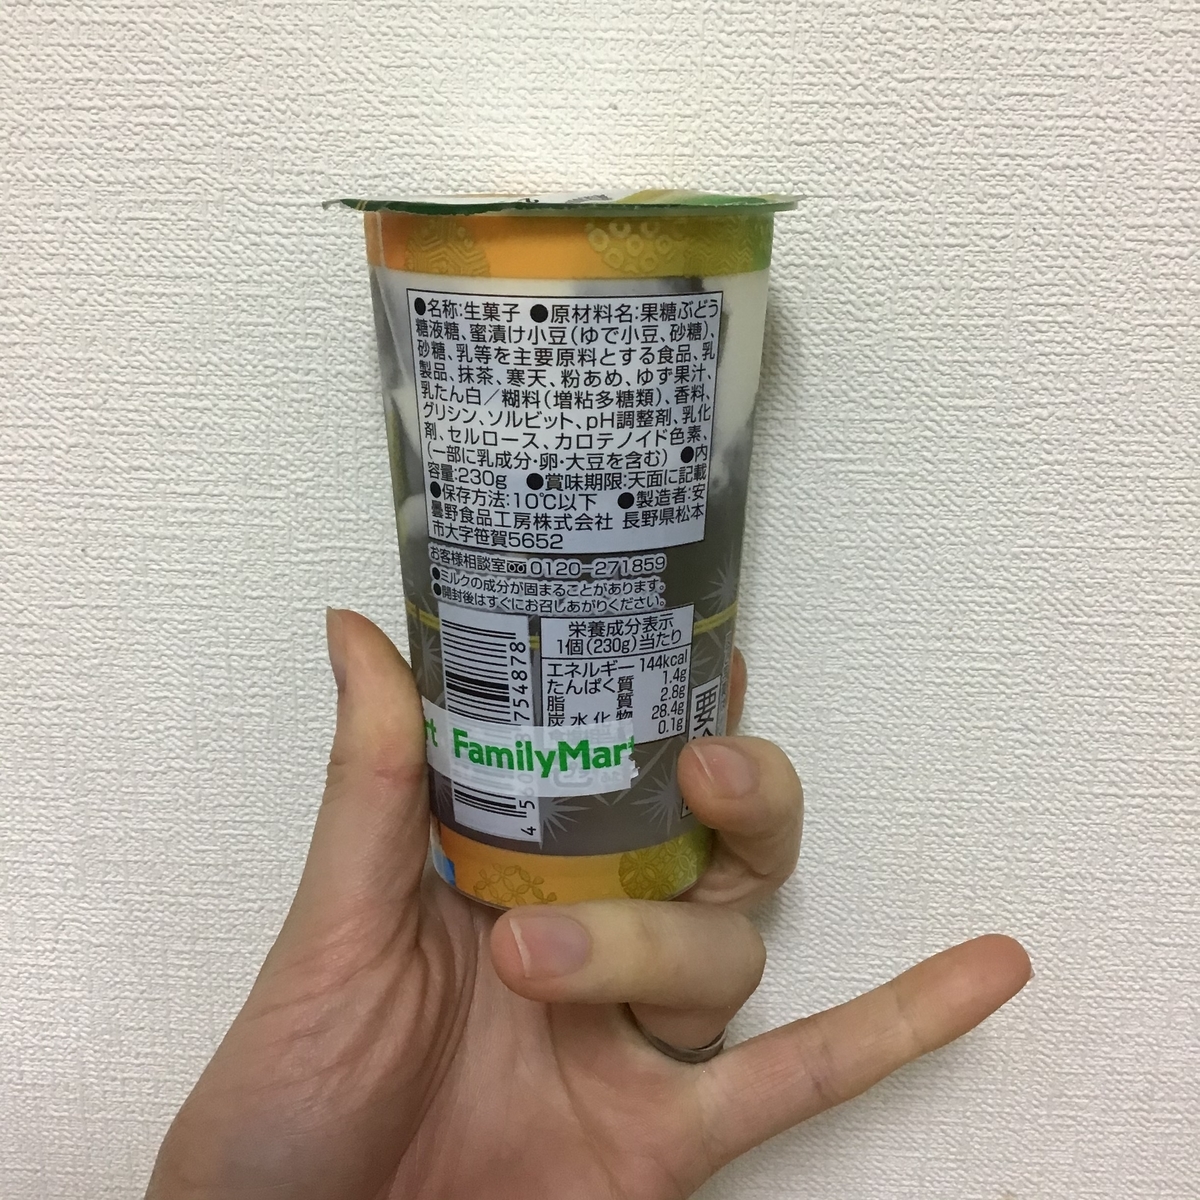 ●名称:生菓子 ●原材料名:果糖ぶどう
糖液糖、蜜漬け小豆(ゆで小豆、砂糖)、
砂糖、乳等を主要原料とする食品、乳
製品、抹茶、寒天、粉あめ、ゆず果汁、
乳たん白/糊料(増粘多糖類)、香料、
グリシン、ソルビット、pH調整剤、乳化
剤、セルロース、カロテノイド色素、
(一部に乳成分・卵・大豆を含む) ●内
容量:230g ●賞味期限:天面に記載
●保存方法:10℃以下 ●製造者:安
曇野食品工房株式会社 長野県松本
市大字笹賀5652
お客様相談室 0120-271859
●ミルクの成分が固まることがあります。
●開封後はすぐにお召しあがりください。
栄養成分表示
1個(230g)当たり
エネルギー 144kcal
たんぱく質 1.4g
脂質 2.8g
炭水化物 28.4g
0.1g
754878
要
FamilyMart